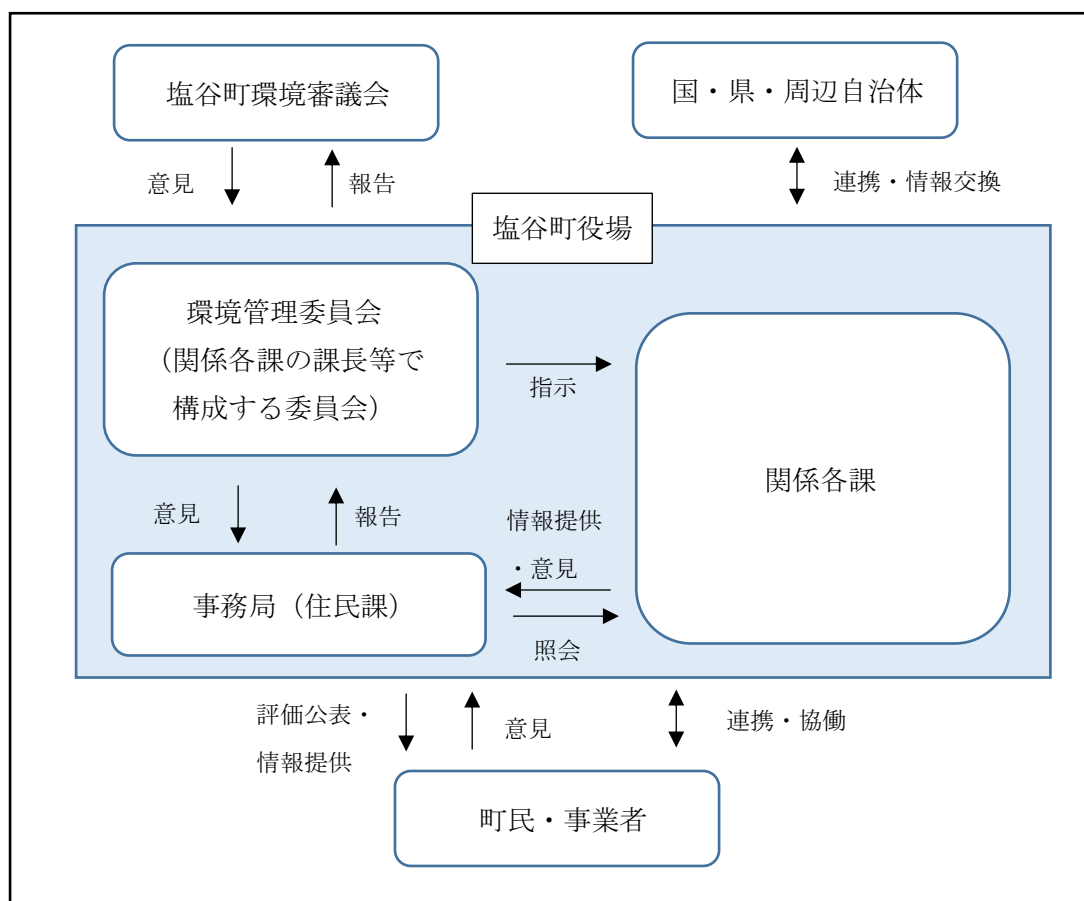 塩谷町環境審議会
国・県・周辺自治体
意見
報告
連携・情報交換
塩谷町役場
環境管理委員会
（関係各課の課長等で
構成する委員会）
指示
関係各課
意見
報告
情報提供
・意見
事務局（住民課）
照会
評価公表・
情報提供
意見
連携・協働
町民・事業者